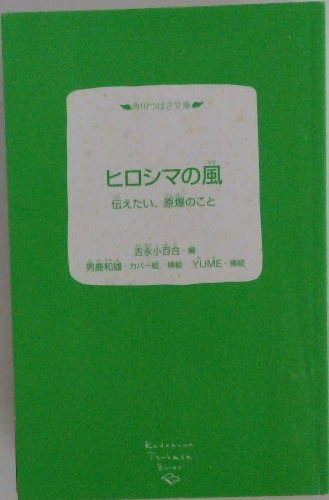 角川つばさ文庫
ヒロシマの風
伝えたい、原爆のこと
吉永小百合・編
男鹿和雄・カバー絵／挿絵 YUME・挿絵
Kadokawa
Tsubasa
Bunko